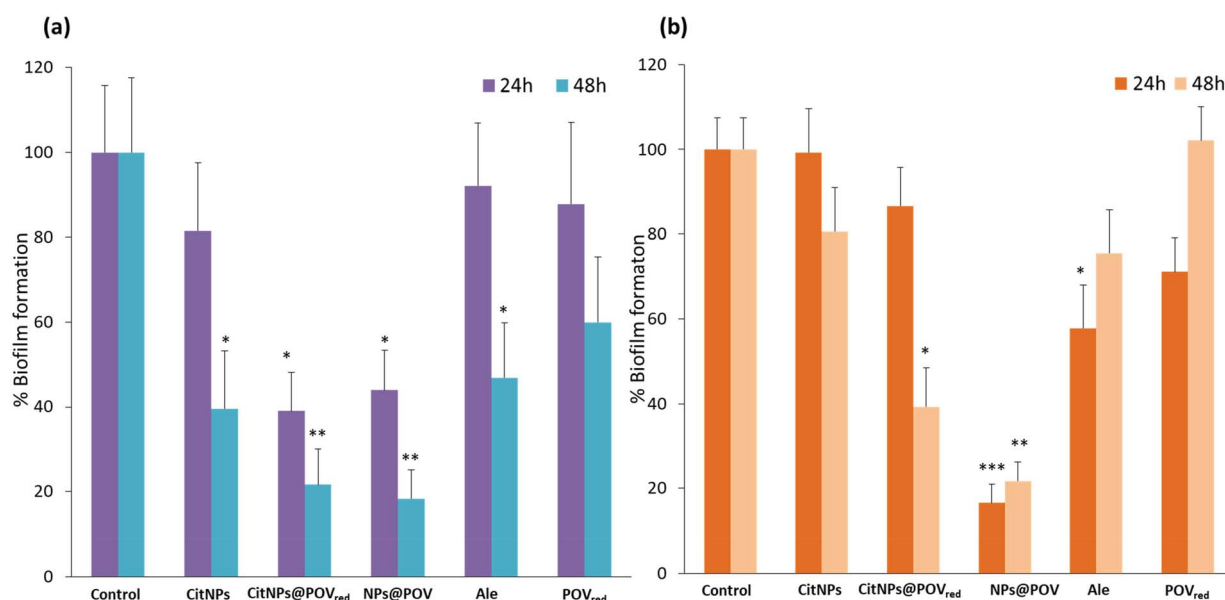 (a)
% Biofilm formation
120
100
80
60
40
20
0
24h 48h
* * ** * ** *
Control CitNPs CitNPs@POVred NPs@POV Ale POVred
(b)
% Biofilm formaton
120
100
80
60
40
20
0
24h 48h
* *** ** *
Control CitNPs CitNPs@POVred NPs@POV Ale POVred